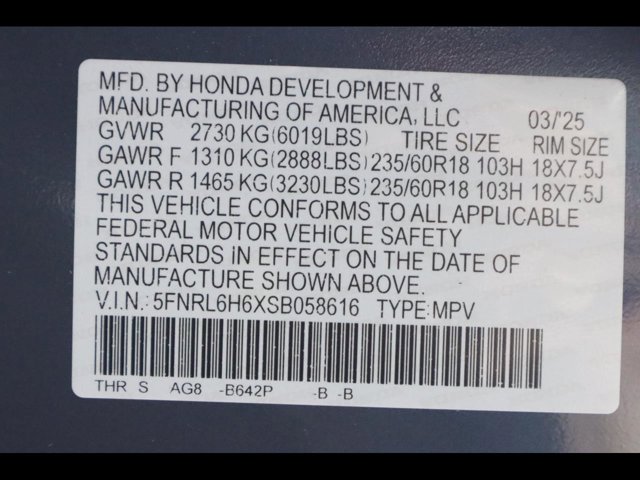 MFD. BY HONDA DEVELOPMENT &
MANUFACTURING OF AMERICA, LLC 03/'25
GVWR 2730 KG(6019LBS) TIRE SIZE RIM SIZE
GAWR F 1310 KG(2888LBS) 235/60R18 103H 18X7.5J
GAWR R 1465 KG(3230LBS) 235/60R18 103H 18X7.5J
THIS VEHICLE CONFORMS TO ALL APPLICABLE
FEDERAL MOTOR VEHICLE SAFETY
STANDARDS IN EFFECT ON THE DATE OF
MANUFACTURE SHOWN ABOVE.
V.I.N.: 5FNRL6H6XSB058616 TYPE:MPV
THR S AG8 -B642P -B -B